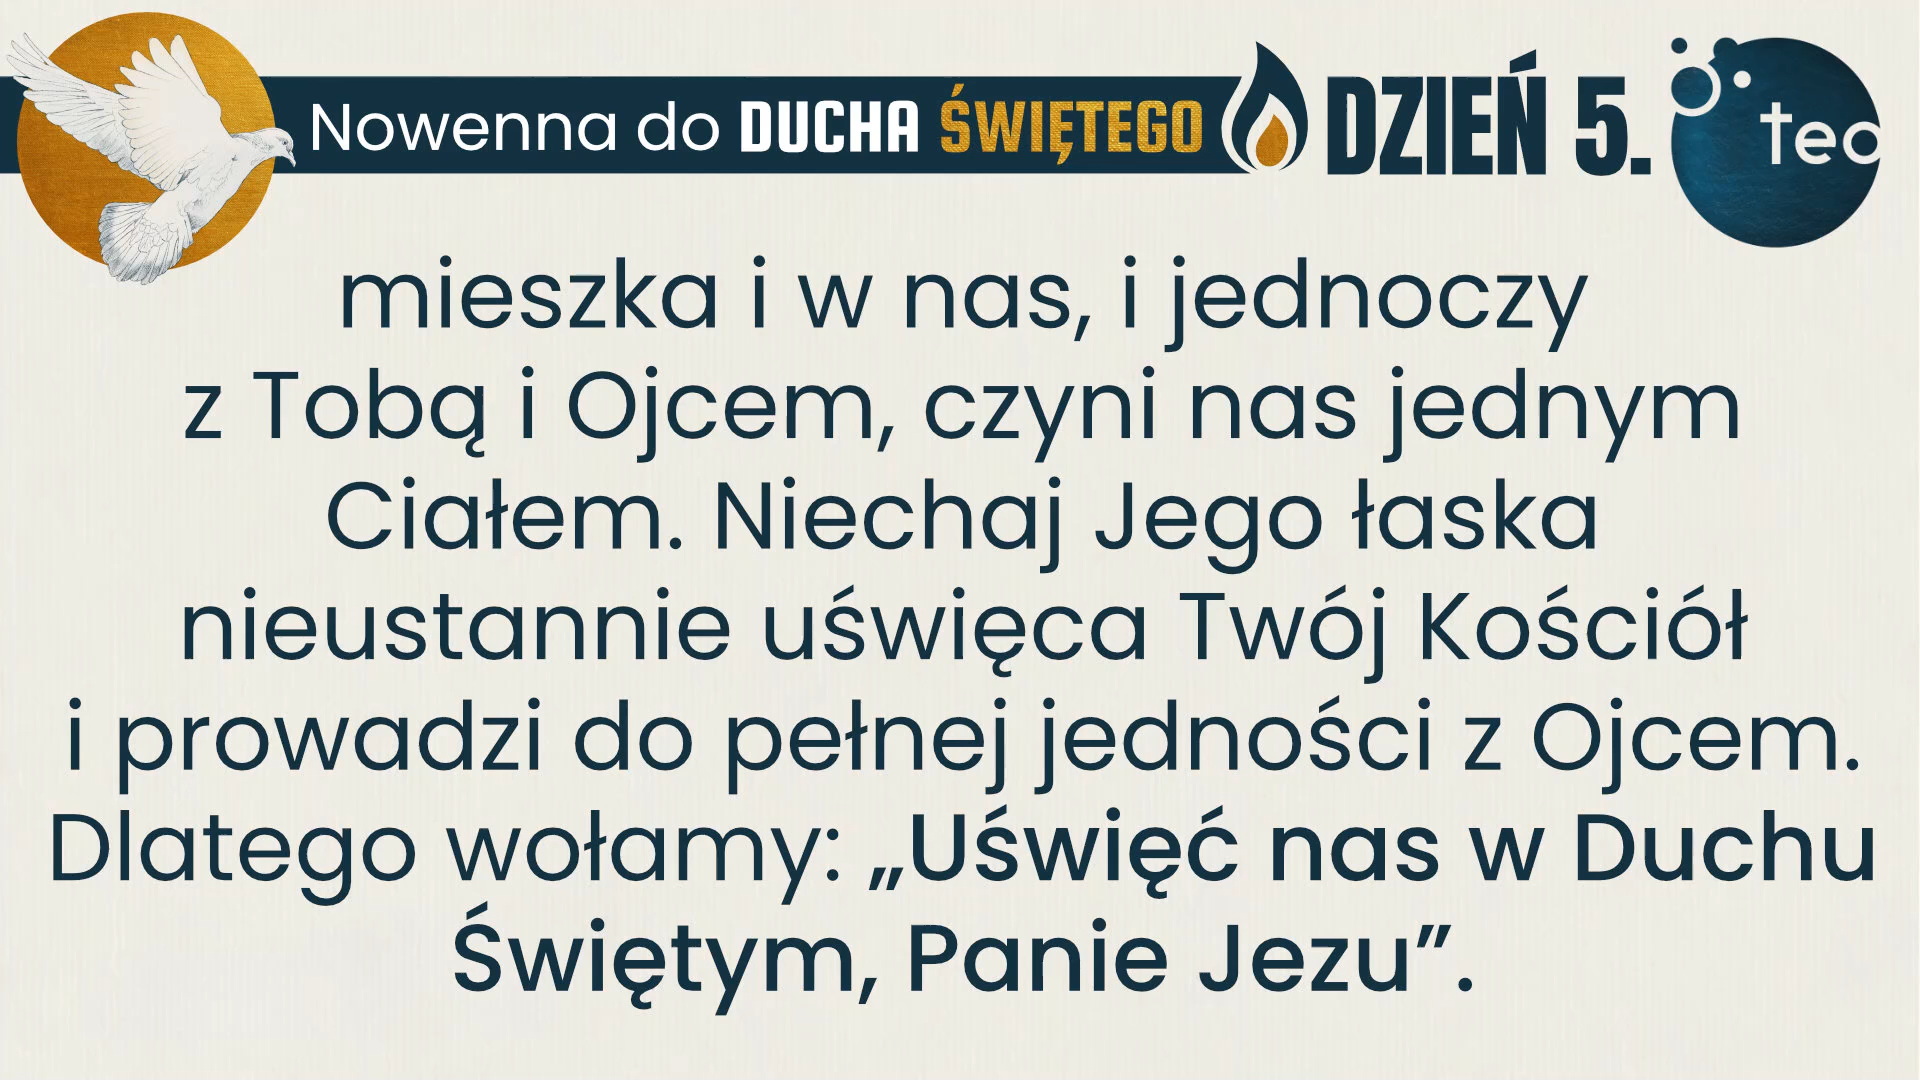 Nowenna do DUCHA ŚWIĘTEGO DZIEŃ 5.
teo
mieszka i w nas, i jednoczy
z Tobą i Ojcem, czyni nas jednym
Ciałem. Niechaj Jego łaska
nieustannie uświęca Twój Kościół
i prowadzi do pełnej jedności z Ojcem.
Dlatego wołamy: „Uświęć nas w Duchu
Świętym, Panie Jezu”.